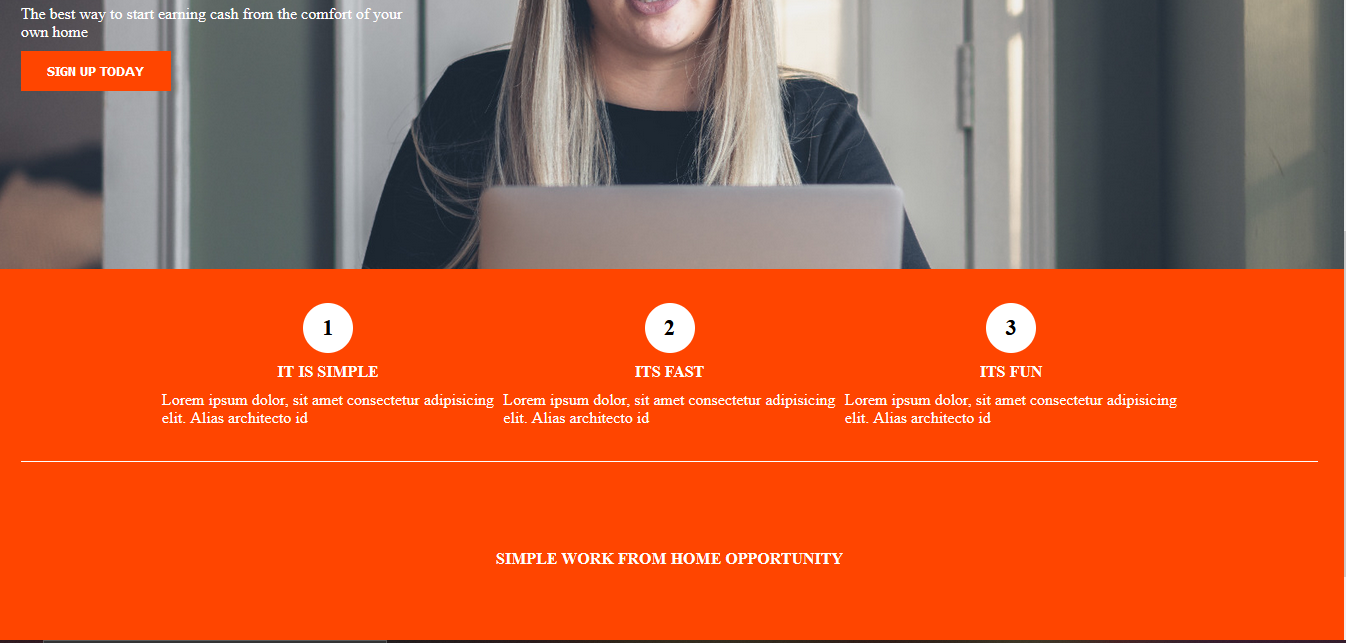 The best way to start earning cash from the comfort of your
own home
SIGN UP TODAY
1
IT IS SIMPLE
Lorem ipsum dolor, sit amet consectetur adipisicing
elit. Alias architecto id
2
ITS FAST
Lorem ipsum dolor, sit amet consectetur adipisicing
elit. Alias architecto id
3
ITS FUN
Lorem ipsum dolor, sit amet consectetur adipisicing
elit. Alias architecto id
SIMPLE WORK FROM HOME OPPORTUNITY